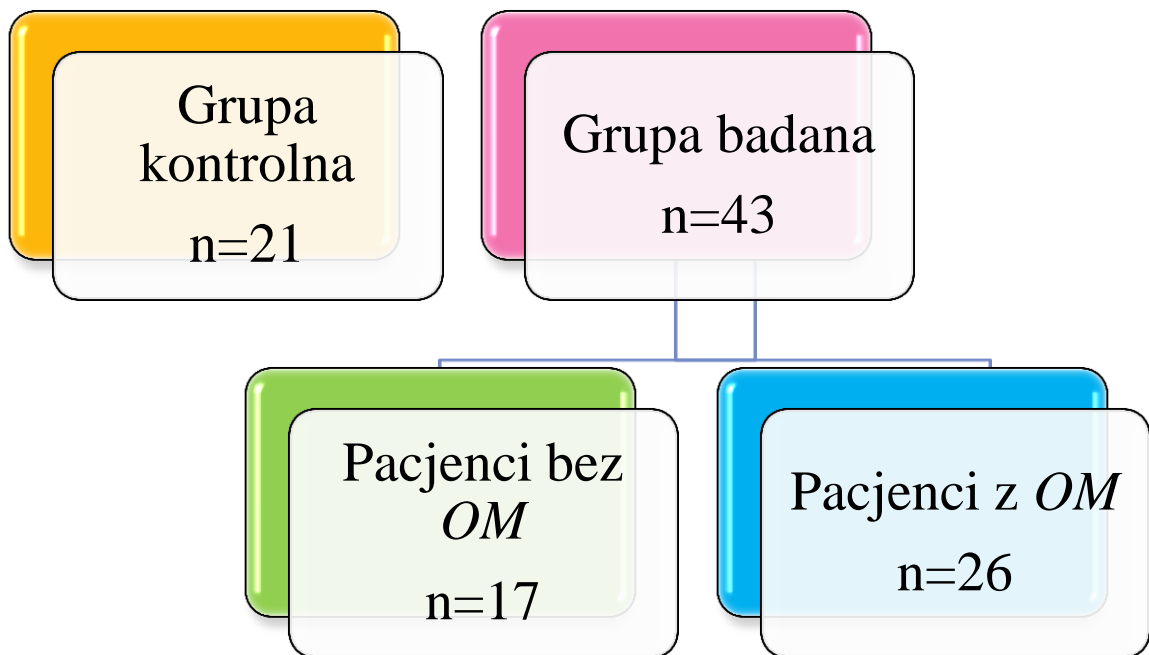 Grupa
kontrolna
n=21
Grupa badana
n=43
Pacjenci bez
OM
n=17
Pacjenci z OM
n=26